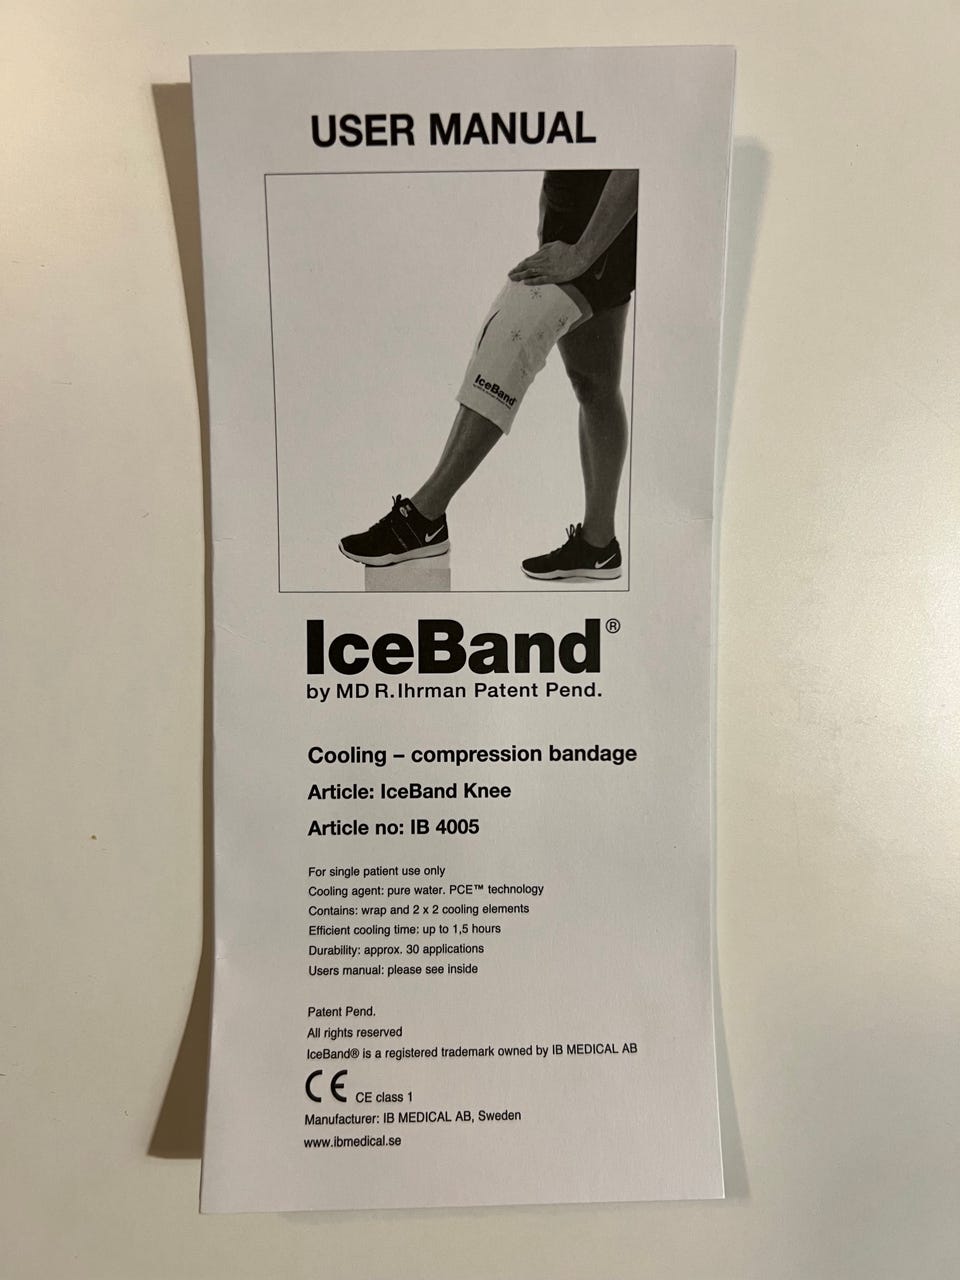 USER MANUAL
IceBand
IceBand®
by MD R.Ihrman Patent Pend.
Cooling – compression bandage
Article: IceBand Knee
Article no: IB 4005
For single patient use only
Cooling agent: pure water. PCE™ technology
Contains: wrap and 2 x 2 cooling elements
Efficient cooling time: up to 1,5 hours
Durability: approx. 30 applications
Users manual: please see inside
Patent Pend.
All rights reserved
IceBand® is a registered trademark owned by IB MEDICAL AB
CE CE class 1
Manufacturer: IB MEDICAL AB, Sweden
www.ibmedical.se